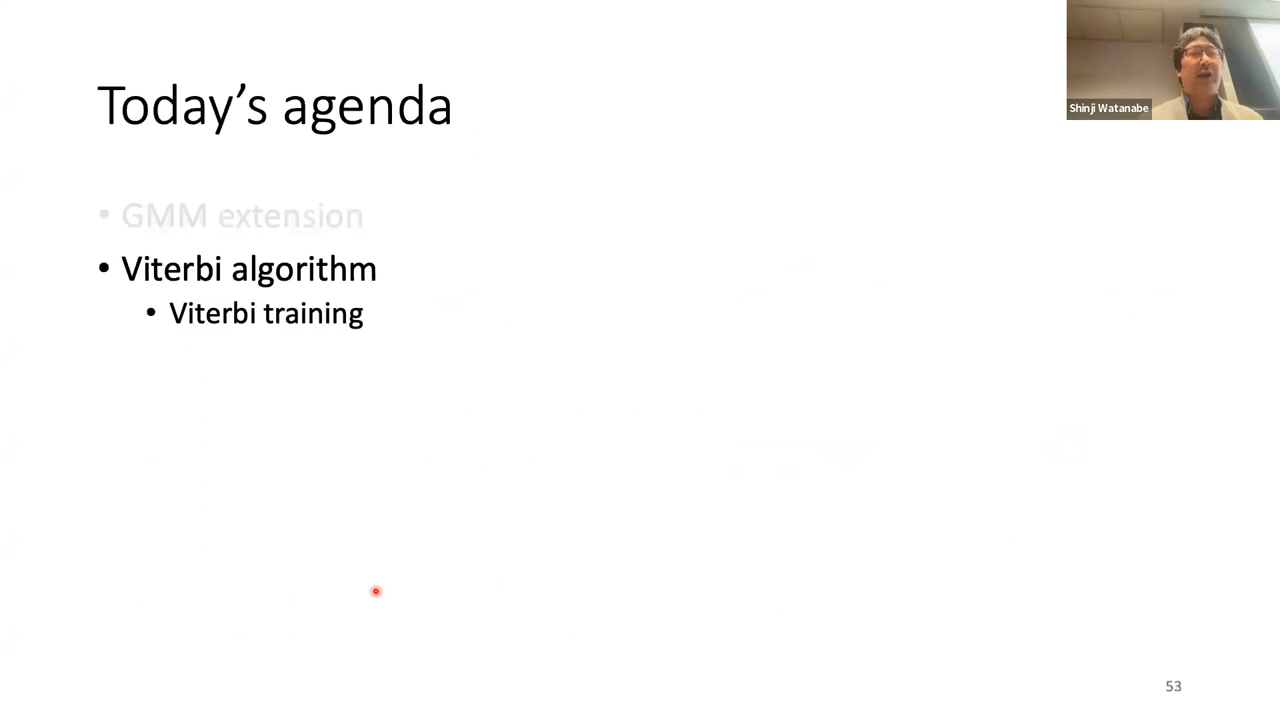 Today's agenda
• GMM extension
• Viterbi algorithm
• Viterbi training
Shinji Watanabe
53